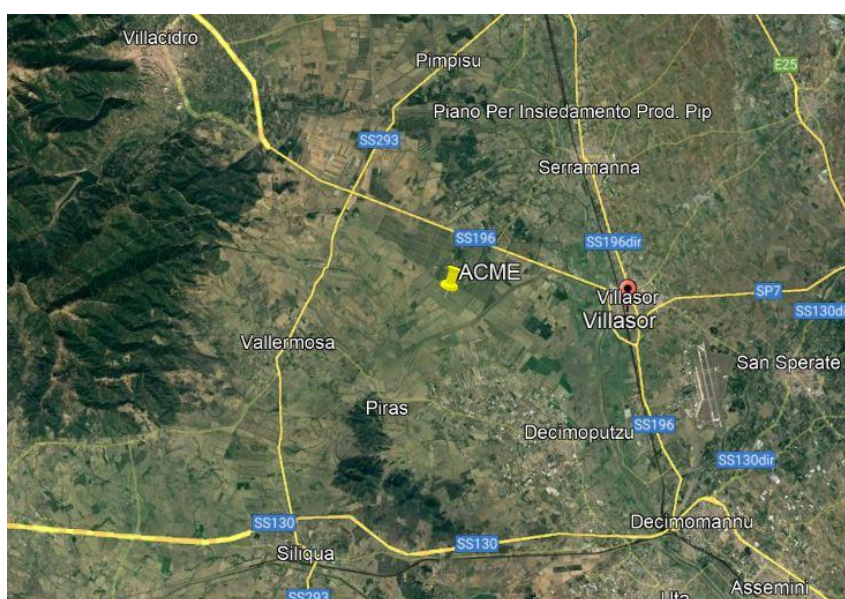 Villacidro
Pimpisu
E25
Piano Per Insiedamento Prod. Pip
SS293
Serramanna
SS196
SS196dir
ACME
Villasor
SP7
Villasor
SS130di
Vallermosa
San Sperate
Piras
Decimoputzu
SS196
SS130dir
SS130
Decimomannu
SS130
Siliqua
Assemini
SS293